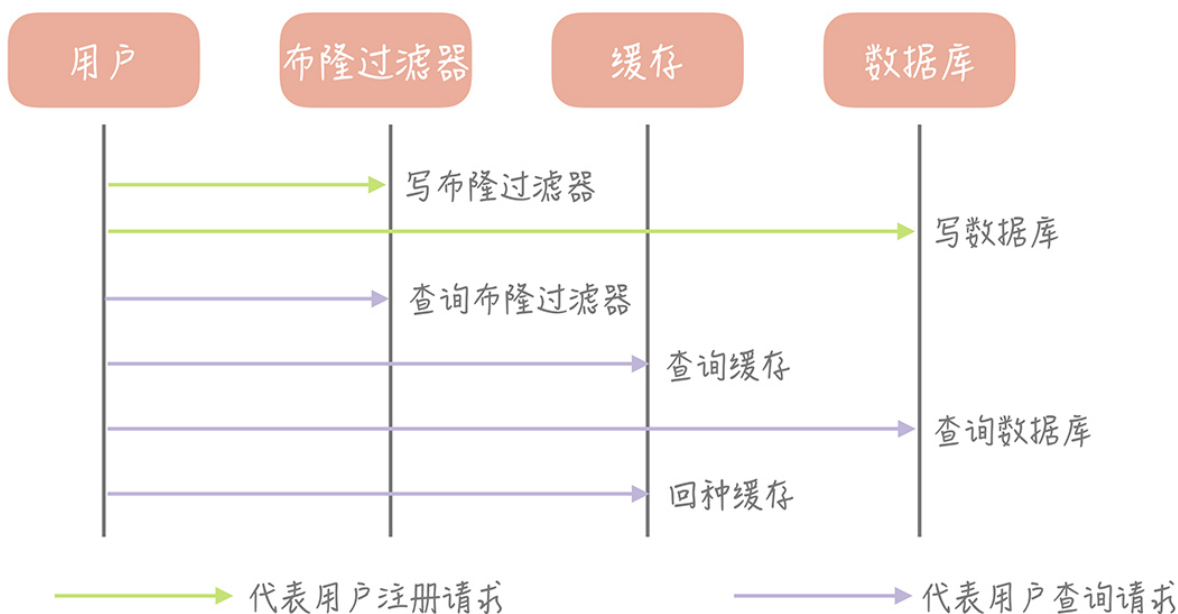 用户
布隆过滤器
缓存
数据库
写布隆过滤器
写数据库
查询布隆过滤器
查询缓存
查询数据库
回种缓存
代表用户注册请求
代表用户查询请求